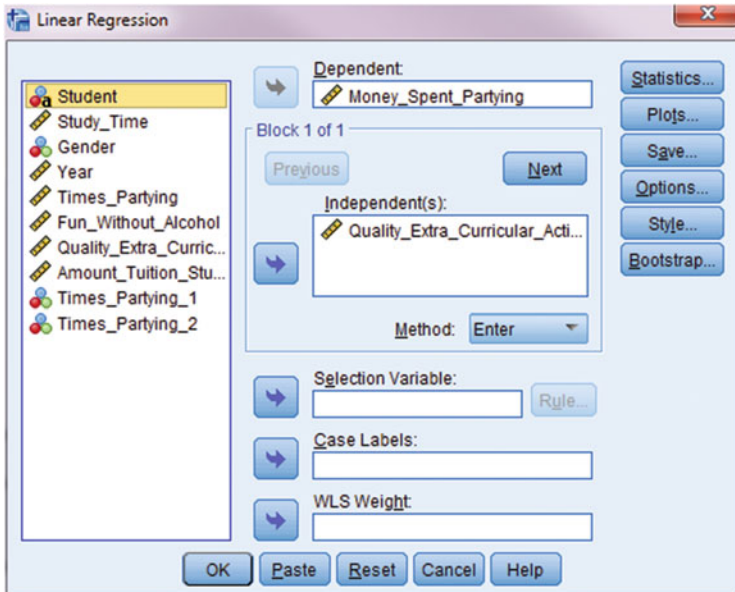 Linear Regression
Student
Study_Time
Gender
Year
Times_Partying
Fun_Without_Alcohol
Quality_Extra_Curric...
Amount_Tuition_Stu...
Times_Partying_1
Times_Partying_2
Dependent:
Money_Spent_Partying
Block 1 of 1
Previous
Next
Independent(s):
Quality_Extra_Curricular_Acti...
Method: Enter
Selection Variable:
Rule...
Case Labels:
WLS Weight:
Statistics...
Plots...
Save...
Options...
Style...
Bootstrap...
OK Paste Reset Cancel Help